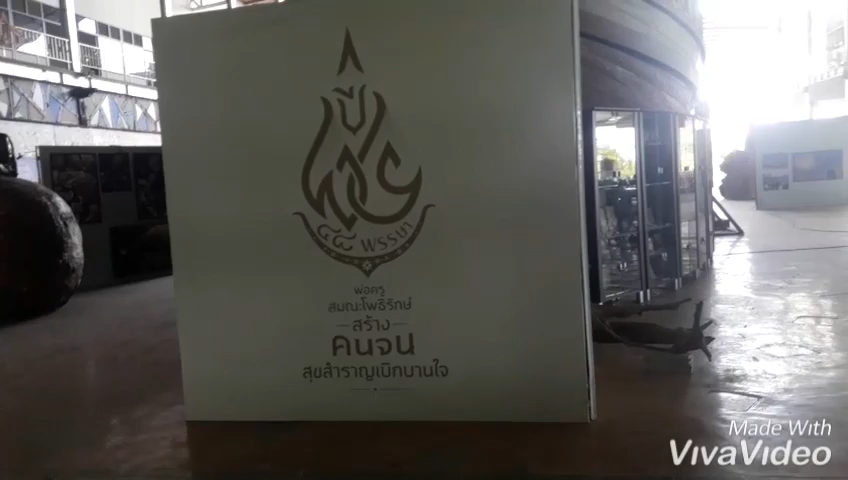 ปี
๔๘ พรรษา
พ่อครู
สมณะโพธิรักษ์
สร้าง
คนจน
สุขสำราญเบิกบานใจ
Made With
VivaVideo